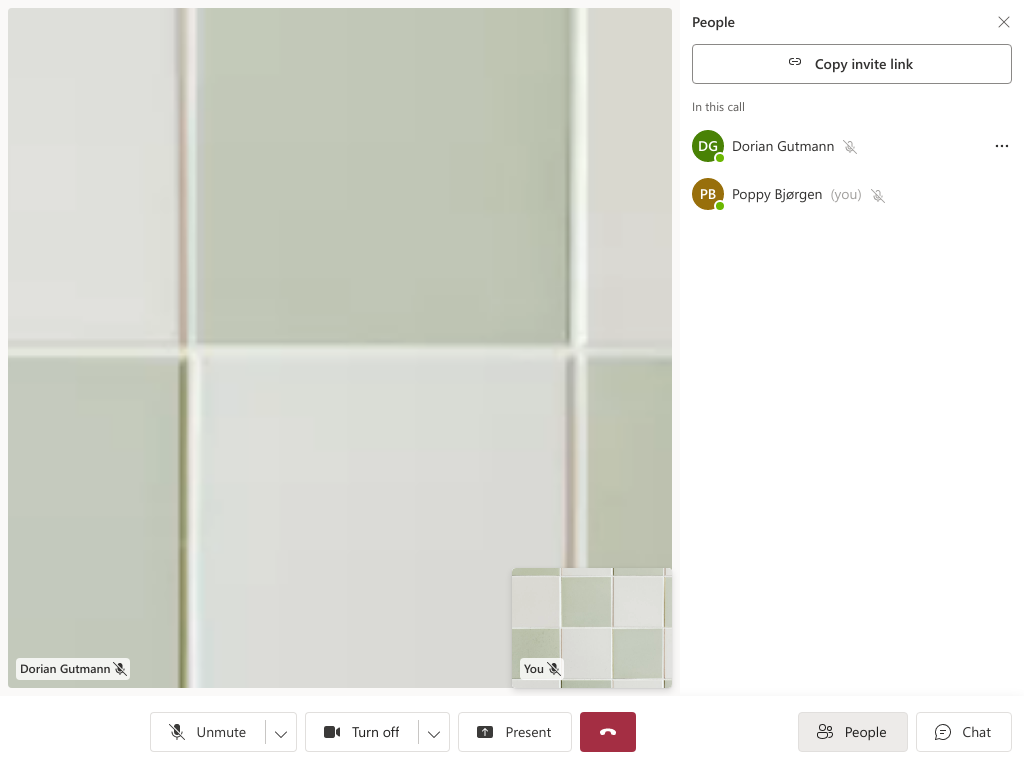 People
Copy invite link
In this call
DG Dorian Gutmann
PB Poppy Bjørgen (you)
Dorian Gutmann
You
Unmute
Turn off
Present
People
Chat